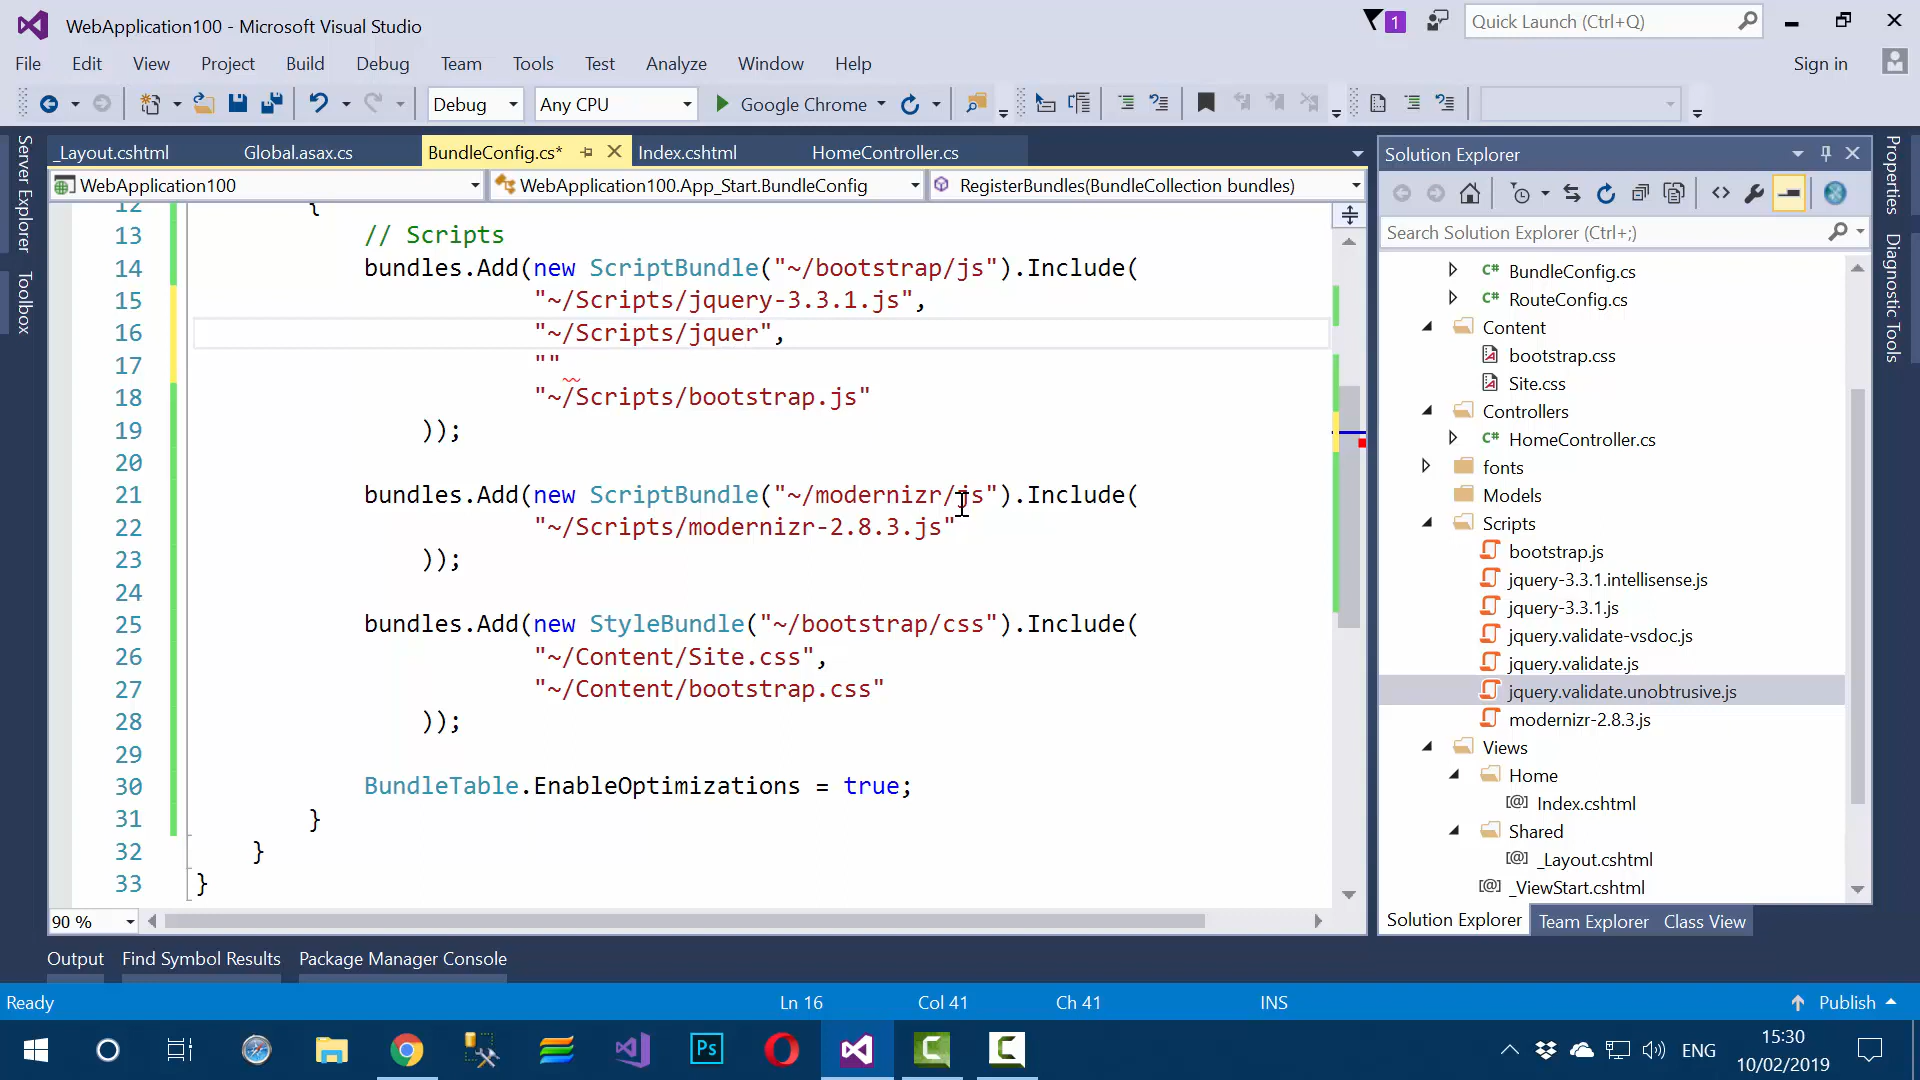 WebApplication100 - Microsoft Visual Studio
1
Quick Launch (Ctrl+Q)
File Edit View Project Build Debug Team Tools Test Analyze Window Help
Sign in
Debug Any CPU Google Chrome
_Layout.cshtml Global.asax.cs BundleConfig.cs* Index.cshtml HomeController.cs
WebApplication100 WebApplication100.App_Start.BundleConfig RegisterBundles(BundleCollection bundles)
Server Explorer
Toolbox
12 {
13 // Scripts
14 bundles.Add(new ScriptBundle("~/bootstrap/js").Include(
15 "~/Scripts/jquery-3.3.1.js",
16 "~/Scripts/jquer",
17 ""
18 "~/Scripts/bootstrap.js"
19 ));
20
21 bundles.Add(new ScriptBundle("~/modernizr/js").Include(
22 "~/Scripts/modernizr-2.8.3.js"
23 ));
24
25 bundles.Add(new StyleBundle("~/bootstrap/css").Include(
26 "~/Content/Site.css",
27 "~/Content/bootstrap.css"
28 ));
29
30 BundleTable.EnableOptimizations = true;
31 }
32 }
33 }
90 %
Solution Explorer
Search Solution Explorer (Ctrl+;)
C# BundleConfig.cs
C# RouteConfig.cs
Content
bootstrap.css
Site.css
Controllers
C# HomeController.cs
fonts
Models
Scripts
bootstrap.js
jquery-3.3.1.intellisense.js
jquery-3.3.1.js
jquery.validate-vsdoc.js
jquery.validate.js
jquery.validate.unobtrusive.js
modernizr-2.8.3.js
Views
Home
[@] Index.cshtml
Shared
[@] _Layout.cshtml
[@] _ViewStart.cshtml
Solution Explorer Team Explorer Class View
Properties
Diagnostic Tools
Output Find Symbol Results Package Manager Console
Ready Ln 16 Col 41 Ch 41 INS Publish
Ps
ENG
15:30
10/02/2019